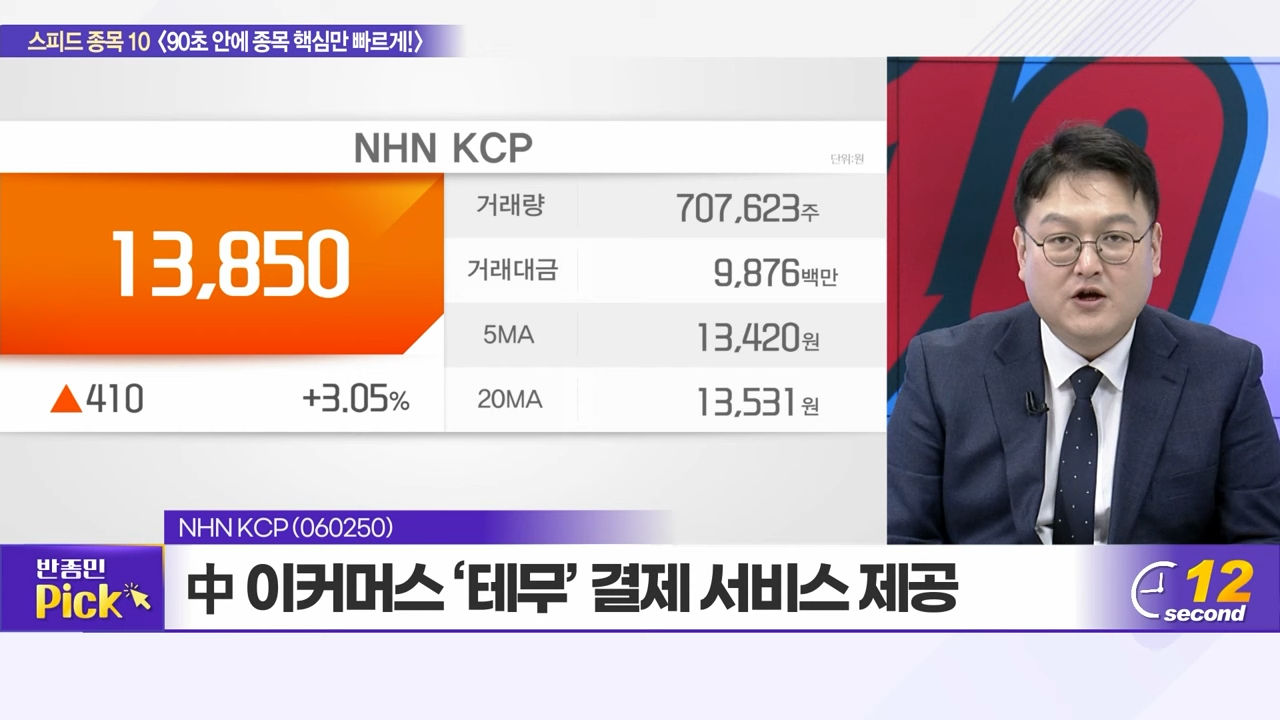 스피드 종목 10 〈90초 안에 종목 핵심만 빠르게!〉
NHN KCP
단위:원
13,850
▲410 +3.05%
거래량 707,623주
거래대금 9,876백만
5MA 13,420원
20MA 13,531원
NHN KCP (060250)
반종민
Pick
中 이커머스 ‘테무’ 결제 서비스 제공
12
second